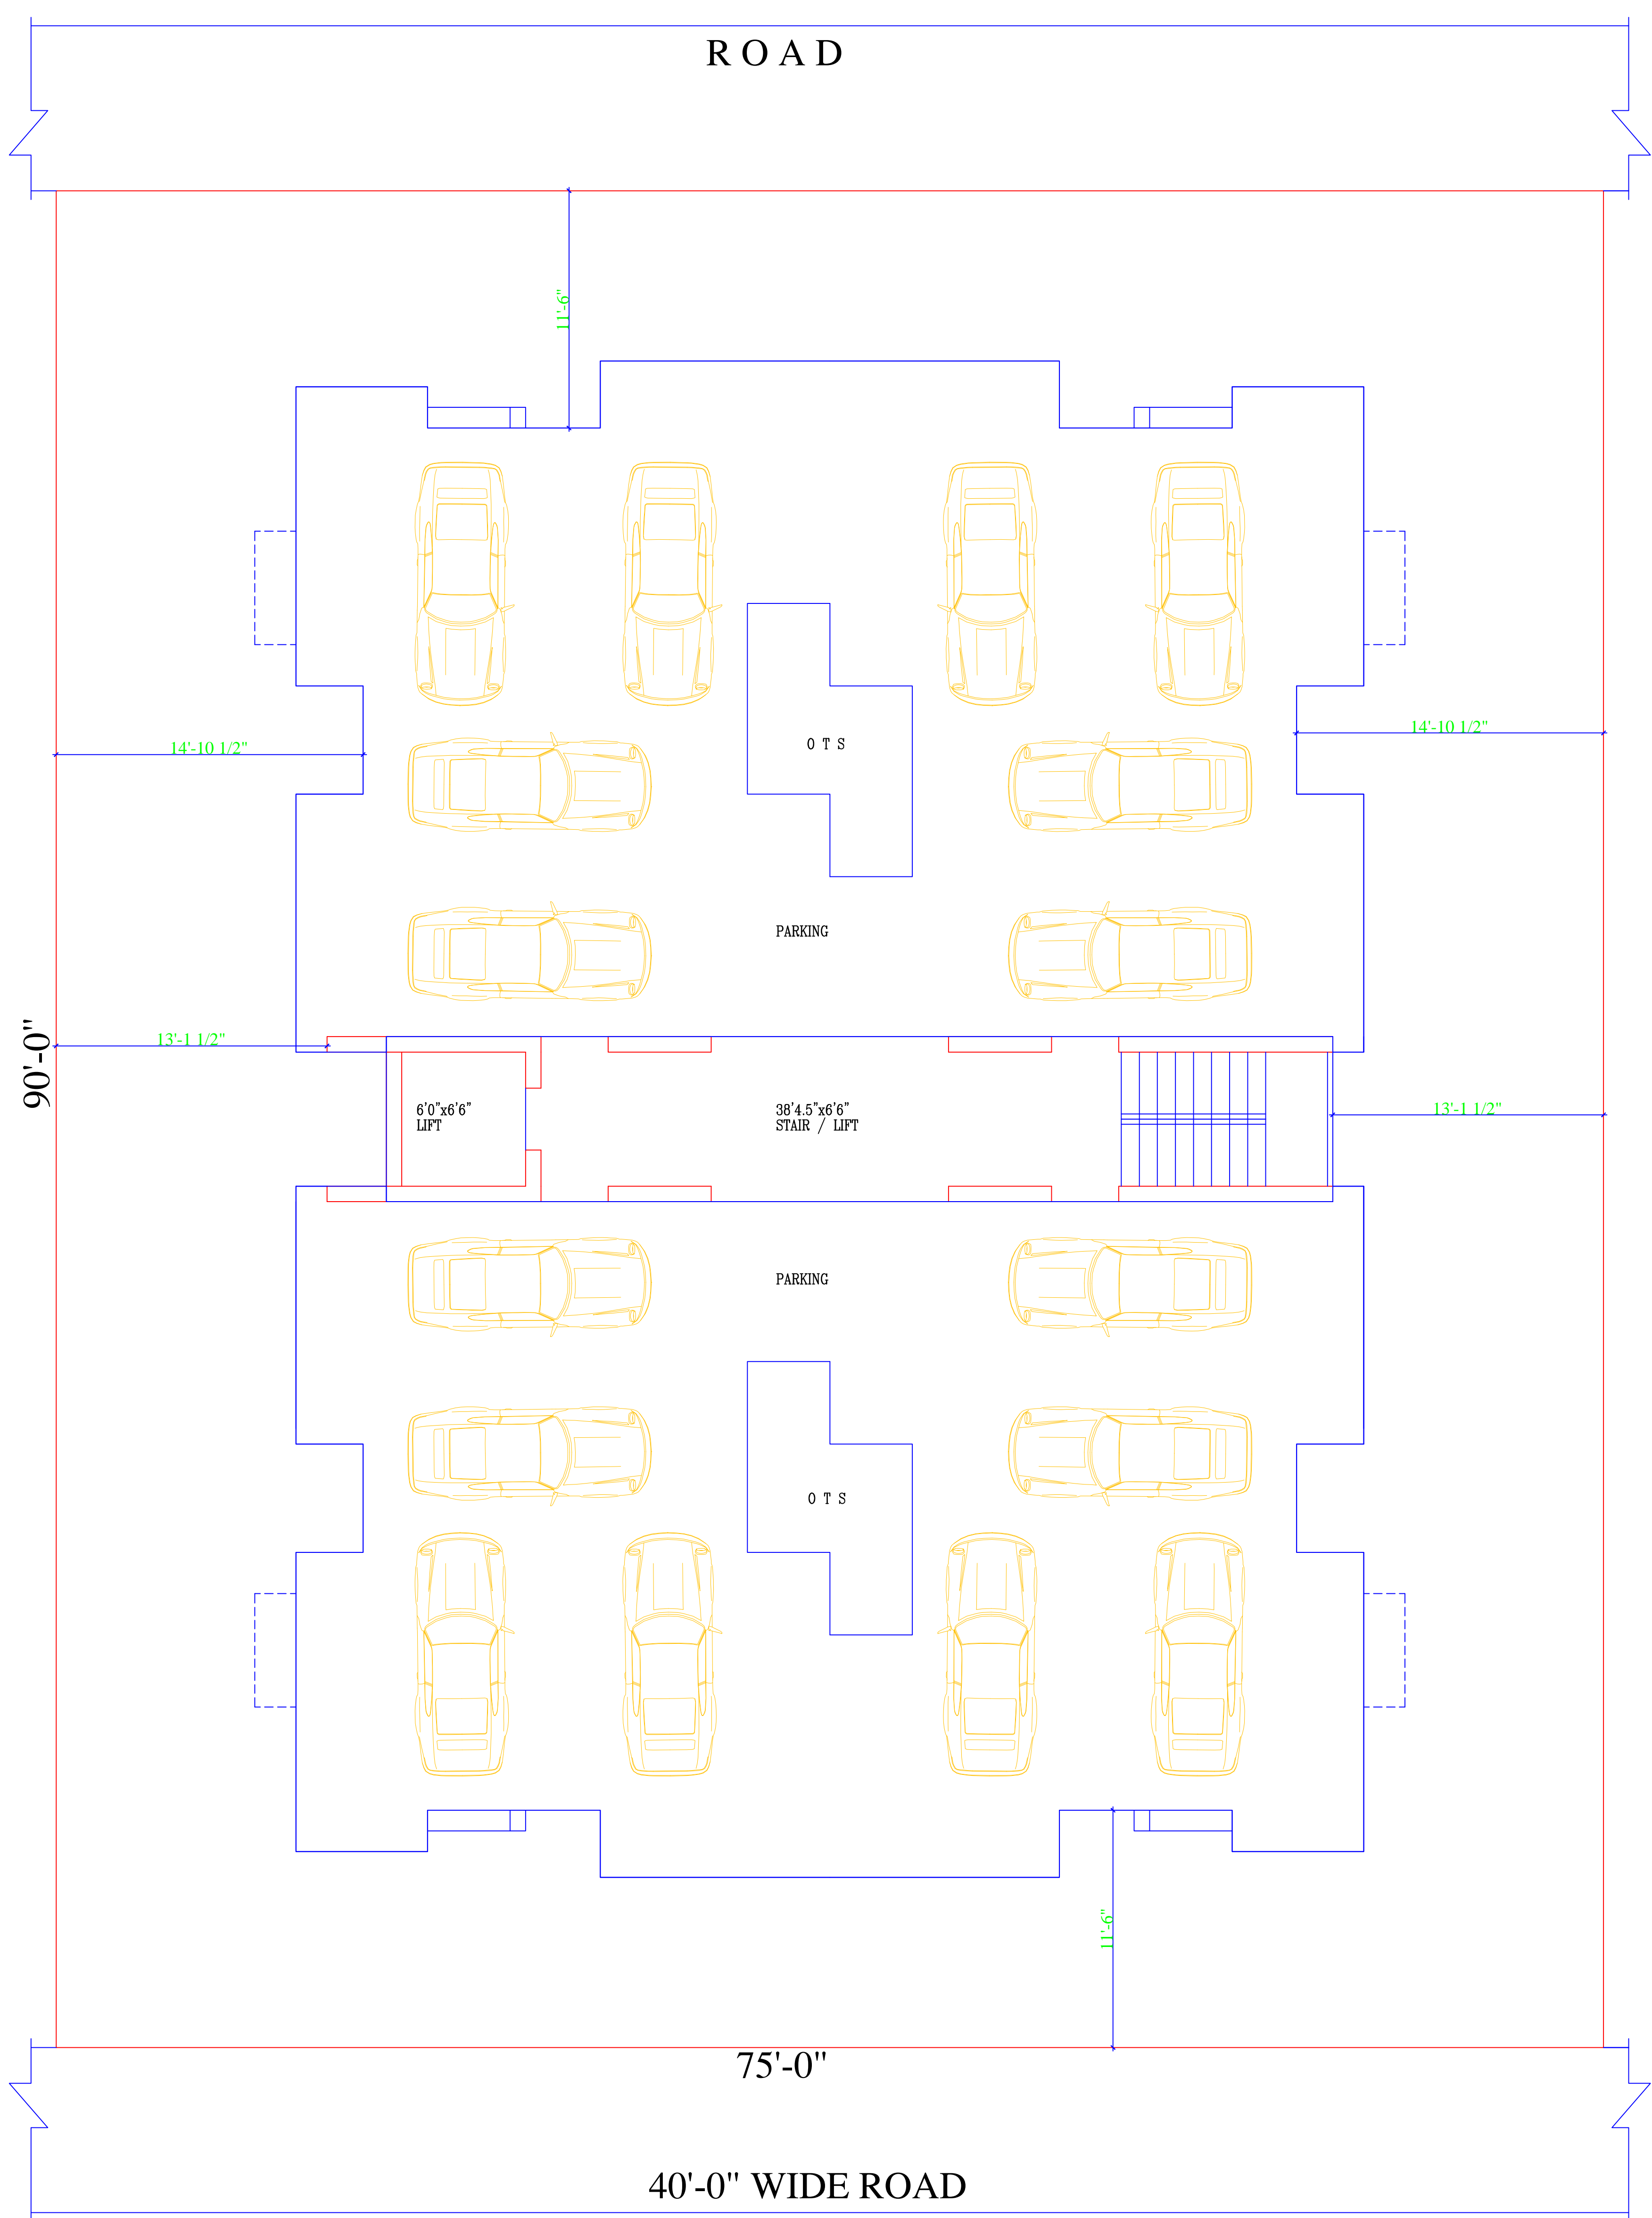 R O A D
11'-6"
14'-10 1/2"
14'-10 1/2"
O T S
PARKING
90'-0"
13'-1 1/2"
6'0"x6'6"
LIFT
38'4.5"x6'6"
STAIR / LIFT
13'-1 1/2"
PARKING
O T S
11'-6"
75'-0"
40'-0" WIDE ROAD